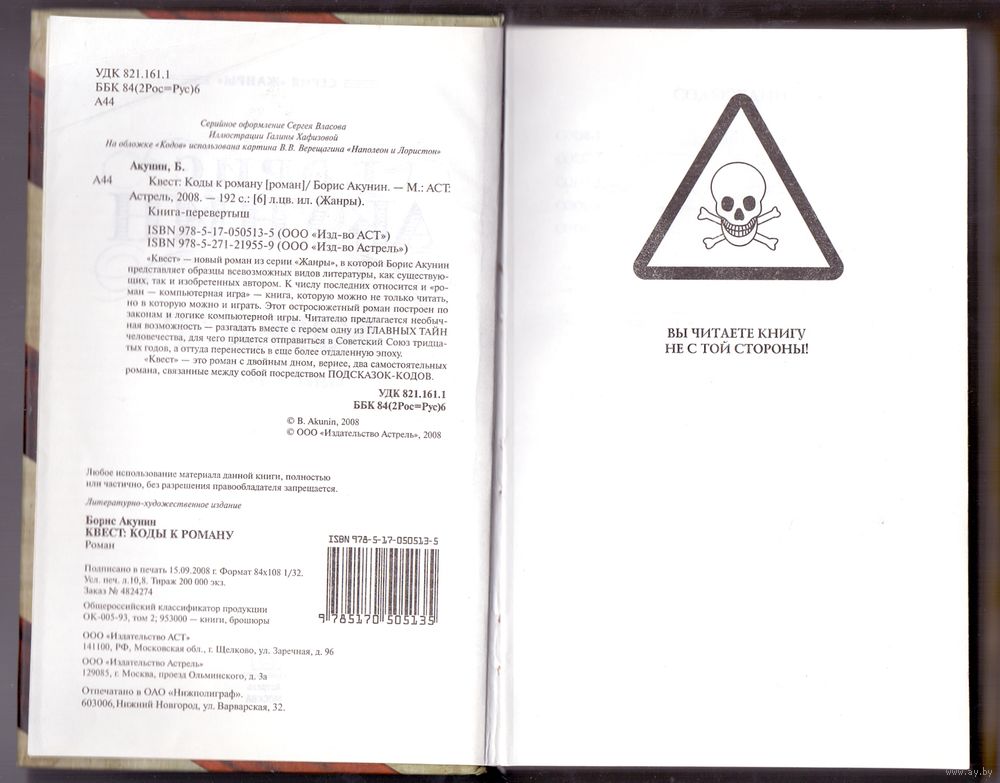 УДК 821.161.1
ББК 84(2Рос=Рус)6
А44
Серийное оформление Сергея Власова
Иллюстрации Галины Хафизовой
На обложке «Кодов» использована картина В.В. Верещагина «Наполеон и Лористон»
Акунин, Б.
А44 Квест: Коды к роману [роман]/ Борис Акунин. — М.: АСТ:
Астрель, 2008. — 192 с.: [6] л.цв. ил. (Жанры).
Книга-перевертыш
ISBN 978-5-17-050513-5 (ООО «Изд-во АСТ»)
ISBN 978-5-271-21955-9 (ООО «Изд-во Астрель»)
«Квест» — новый роман из серии «Жанры», в которой Борис Акунин
представляет образцы всевозможных видов литературы, как существую-
щих, так и изобретенных автором. К числу последних относится и «ро-
ман — компьютерная игра» — книга, которую можно не только читать,
но в которую можно и играть. Этот остросюжетный роман построен по
законам и логике компьютерной игры. Читателю предлагается необыч-
ная возможность — разгадать вместе с героем одну из ГЛАВНЫХ ТАЙН
человечества, для чего придется отправиться в Советский Союз тридца-
тых годов, а оттуда перенестись в еще более отдаленную эпоху.
«Квест» — это роман с двойным дном, вернее, два самостоятельных
романа, связанные между собой посредством ПОДСКАЗОК-КОДОВ.
УДК 821.161.1
ББК 84(2Рос=Рус)6
© B. Akunin, 2008
© ООО «Издательство Астрель», 2008
Любое использование материала данной книги, полностью
или частично, без разрешения правообладателя запрещается.
Литературно-художественное издание
Борис Акунин
КВЕСТ: КОДЫ К РОМАНУ
Роман
Подписано в печать 15.09.2008 г. Формат 84х108 1/32.
Усл. печ. л.10,8. Тираж 200 000 экз.
Заказ № 4824274
Общероссийский классификатор продукции
ОК-005-93, том 2; 953000 — книги, брошюры
ООО «Издательство АСТ»
141100, РФ, Московская обл., г. Щелково, ул. Заречная, д. 96
ООО «Издательство Астрель»
129085, г. Москва, проезд Ольминского, д. 3а
Отпечатано в ОАО «Нижполиграф».
603006, Нижний Новгород, ул. Варварская, 32.
ISBN 978-5-17-050513-5
9 785170 505135
ВЫ ЧИТАЕТЕ КНИГУ
НЕ С ТОЙ СТОРОНЫ!
www.ay.by